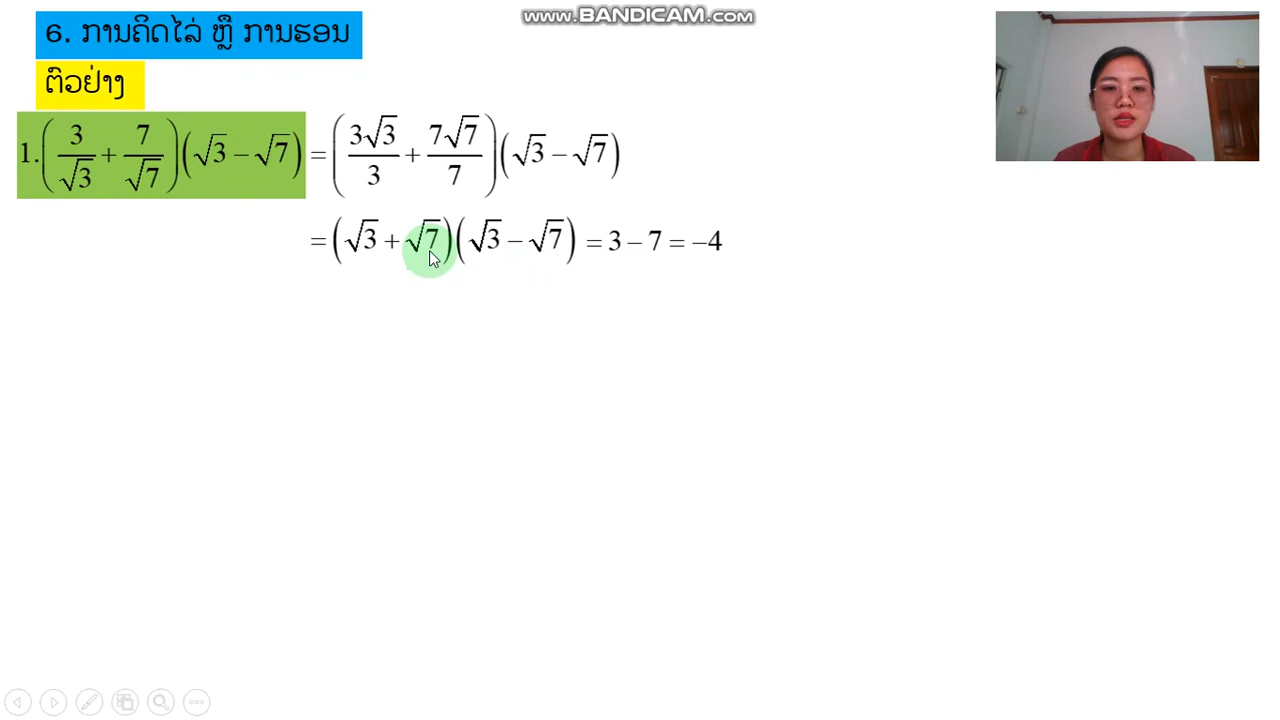 www.BANDICAM.com
6. ການຄິດໄລ່ ຫຼື ການຮອນ
ຕົວຢ່າງ
1. (3/√3 + 7/√7)(√3 − √7) = (3√3/3 + 7√7/7)(√3 − √7)
= (√3 + √7)(√3 − √7) = 3 − 7 = −4